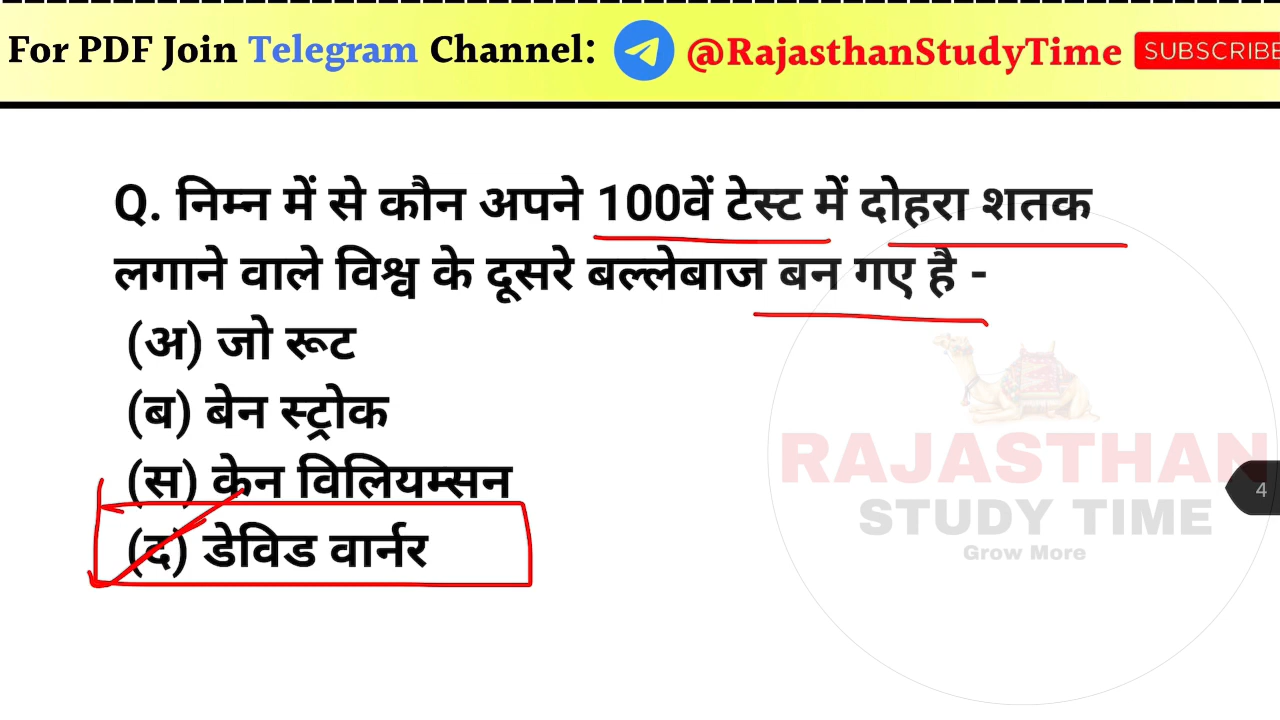 For PDF Join Telegram Channel: @RajasthanStudyTime SUBSCRIBE
Q. निम्न में से कौन अपने 100वें टेस्ट में दोहरा शतक
लगाने वाले विश्व के दूसरे बल्लेबाज बन गए है -
(अ) जो रूट
(ब) बेन स्ट्रोक
(स) केन विलियम्सन
(द) डेविड वार्नर
RAJASTHAN
STUDY TIME
Grow More
4